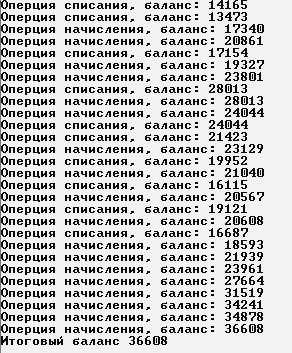 Оперция списания, баланс: 14165
Оперция списания, баланс: 13473
Оперция начисления, баланс: 17340
Оперция начисления, баланс: 20861
Оперция списания, баланс: 17154
Оперция начисления, баланс: 19327
Оперция начисления, баланс: 23801
Оперция списания, баланс: 28013
Оперция начисления, баланс: 28013
Оперция начисления, баланс: 24044
Оперция списания, баланс: 24044
Оперция списания, баланс: 21423
Оперция начисления, баланс: 23129
Оперция списания, баланс: 19952
Оперция начисления, баланс: 21040
Оперция списания, баланс: 16115
Оперция начисления, баланс: 20567
Оперция списания, баланс: 19121
Оперция начисления, баланс: 20608
Оперция списания, баланс: 16687
Оперция начисления, баланс: 18593
Оперция начисления, баланс: 21939
Оперция начисления, баланс: 23961
Оперция начисления, баланс: 27664
Оперция начисления, баланс: 31519
Оперция начисления, баланс: 34241
Оперция начисления, баланс: 34878
Оперция начисления, баланс: 36608
Итоговый баланс 36608